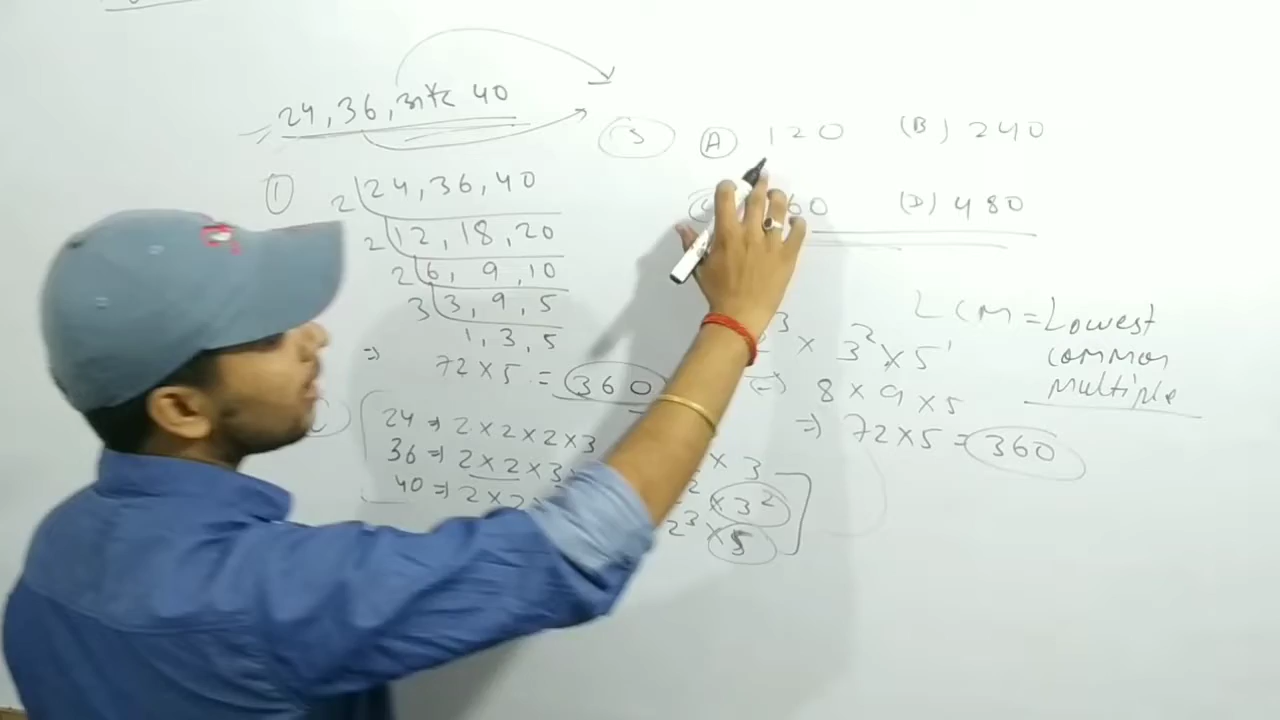 24, 36, और 40
① 2 24, 36, 40
2 12, 18, 20
2 6, 9, 10
3 3, 9, 5
1, 3, 5
=> 72 × 5 = 360
24 => 2 × 2 × 2 × 3
36 => 2 × 2 × 3
40 => 2 × 2
× 3
× 3²
2³ × 5
3 (A) 120 (B) 240
60 (D) 480
LCM = Lowest
common
multiple
³ × 3² × 5¹
=> 8 × 9 × 5
=> 72 × 5 = 360